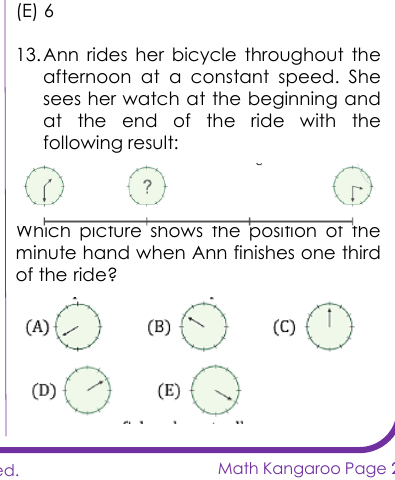 (E) 6
13. Ann rides her bicycle throughout the
afternoon at a constant speed. She
sees her watch at the beginning and
at the end of the ride with the
following result:
?
Which picture shows the position of the
minute hand when Ann finishes one third
of the ride?
(A) (B) (C)
(D) (E)
ed. Math Kangaroo Page 2